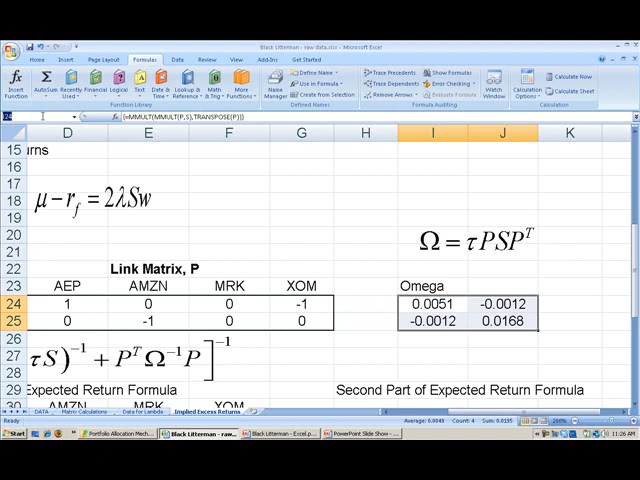 Black Litterman - raw data.xlsx - Microsoft Excel
Home Insert Page Layout Formulas Data Review View Add-Ins
Insert Function AutoSum Recently Used Financial Logical Text Date & Time Lookup & Reference Math & Trig More Functions Name Manager Define Name Use in Formula Create from Selection Trace Precedents Trace Dependents Remove Arrows Show Formulas Error Checking Evaluate Formula Watch Window Calculation Options Calculate Now Calculate Sheet
Function Library Defined Names Formula Auditing Calculation
I24 {=MMULT(MMULT(P,S),TRANSPOSE(P))}
D E F G H I J K
15 urns
16
17
18 μ − r_f = 2λSw
19
20 Ω = τPSP^T
21
22 Link Matrix, P
23 AEP AMZN MRK XOM Omega
24 1 0 0 -1 0.0051 -0.0012
25 0 -1 0 0 -0.0012 0.0168
26
27 τS)^{-1} + P^TΩ^{-1}P]^{-1}
28
29 Expected Return Formula Second Part of Expected Return Formula
30 AMZN MRK XOM
DATA Matrix Calculations Data for Lambda Implied Excess Returns
Ready Average: 0.0049 Count: 4 Sum: 0.0195 200%
Start Portfolio Allocation Mech... Black Litterman - raw... Black Litterman - Excel.p... PowerPoint Slide Show -... 11:26 AM